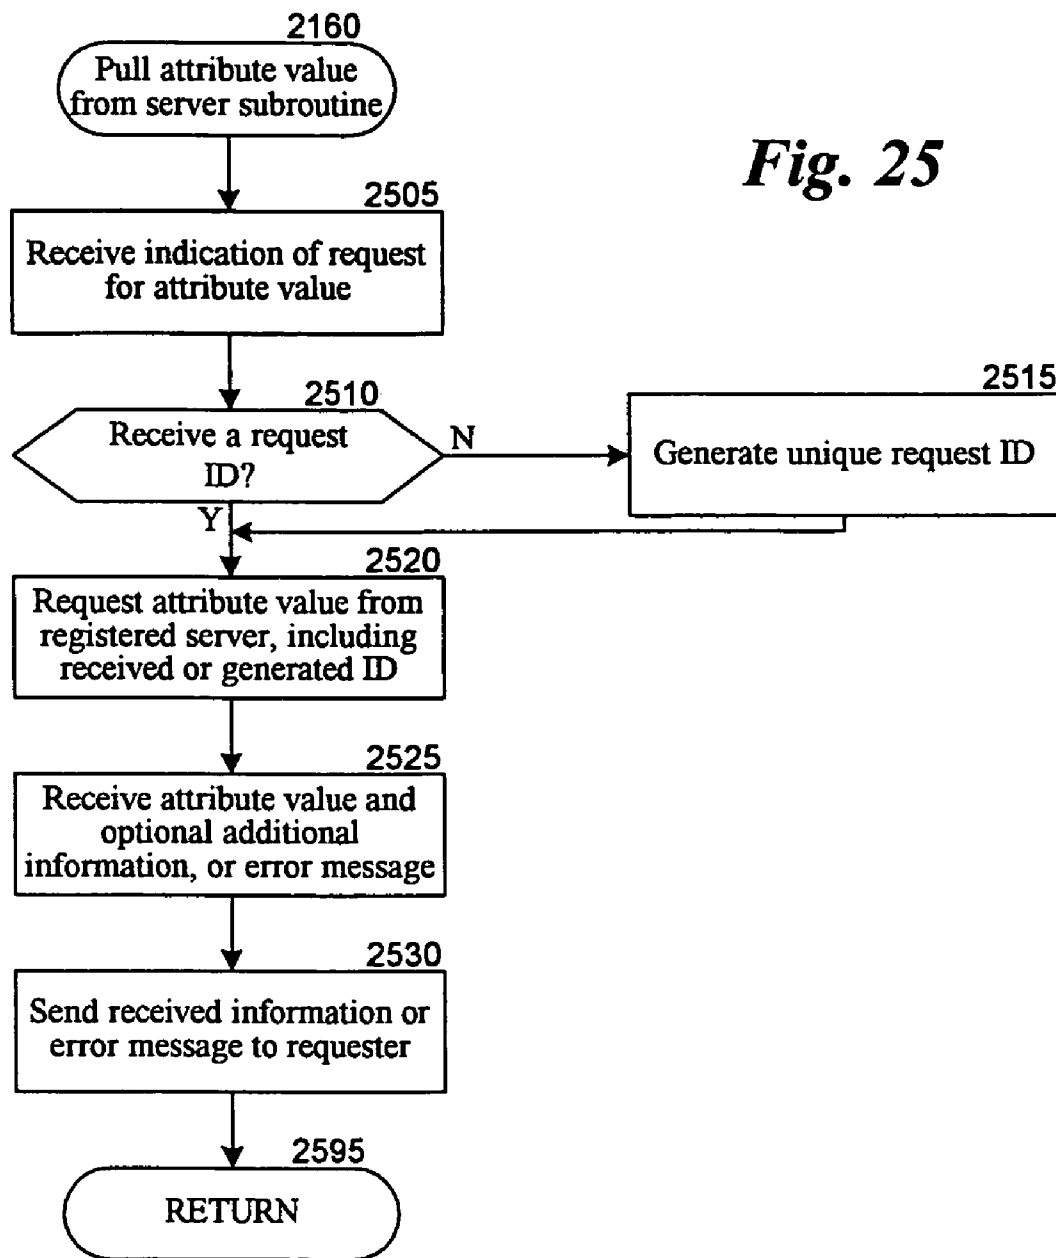 2160
Pull attribute value
from server subroutine
Fig. 25
2505
Receive indication of request
for attribute value
2510
Receive a request
ID?
N
2515
Generate unique request ID
Y
2520
Request attribute value from
registered server, including
received or generated ID
2525
Receive attribute value and
optional additional
information, or error message
2530
Send received information or
error message to requester
2595
RETURN